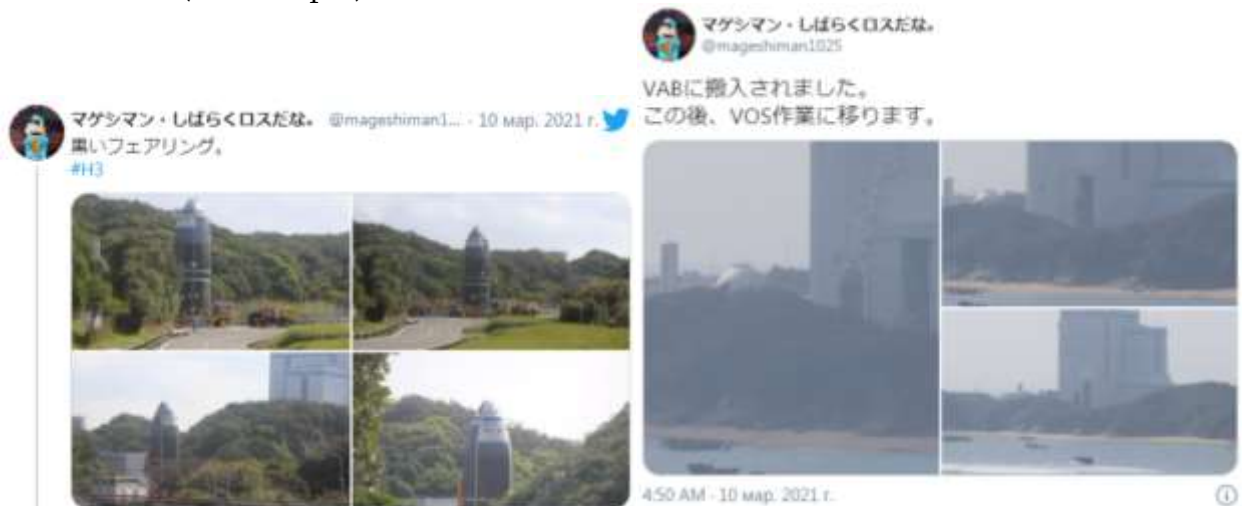 マゲシマン・しばらくロスだな。 @mageshiman1... · 10 мар. 2021 г.
黒いフェアリング。
#H3
マゲシマン・しばらくロスだな。
@mageshiman1025
VABに搬入されました。
この後、VOS作業に移ります。
4:50 AM · 10 мар. 2021 г.